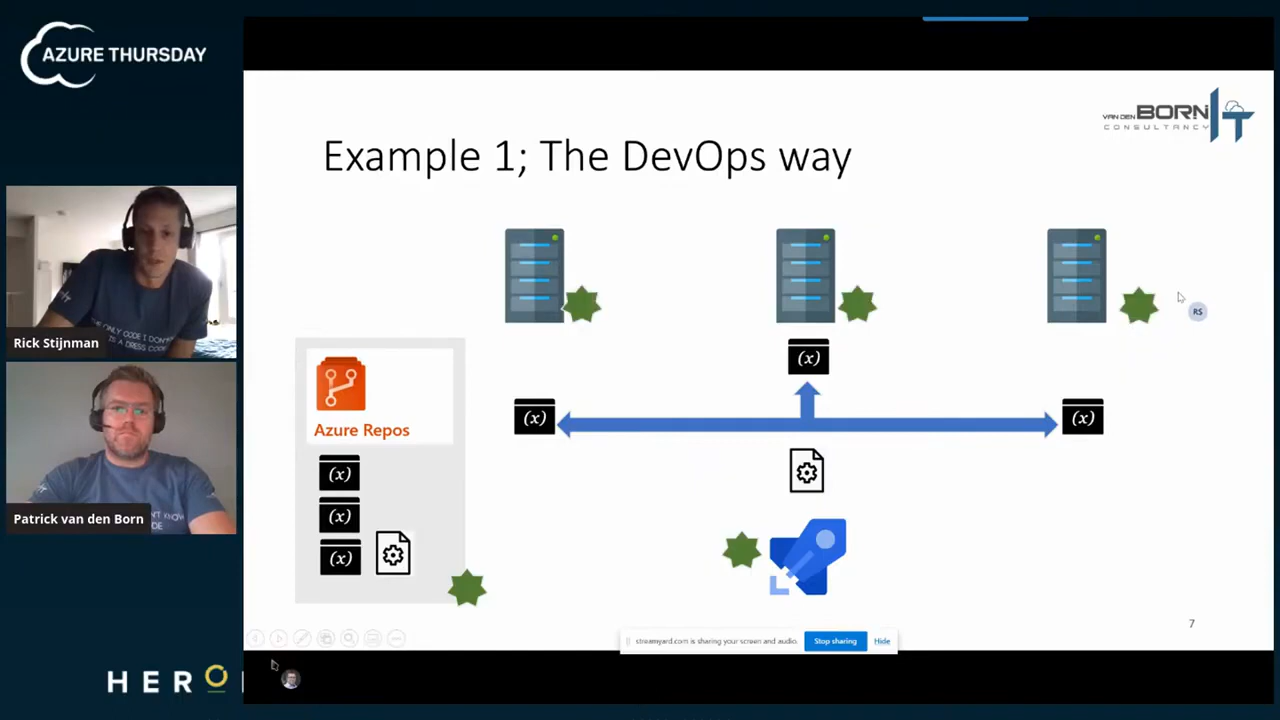 AZURE THURSDAY
VAN DEN BORN IT
CONSULTANCY
Example 1; The DevOps way
RS
(x)
(x)
(x)
Azure Repos
(x)
(x)
(x)
Rick Stijnman
Patrick van den Born
7
streamyard.com is sharing your screen and audio.
Stop sharing
Hide
HERO